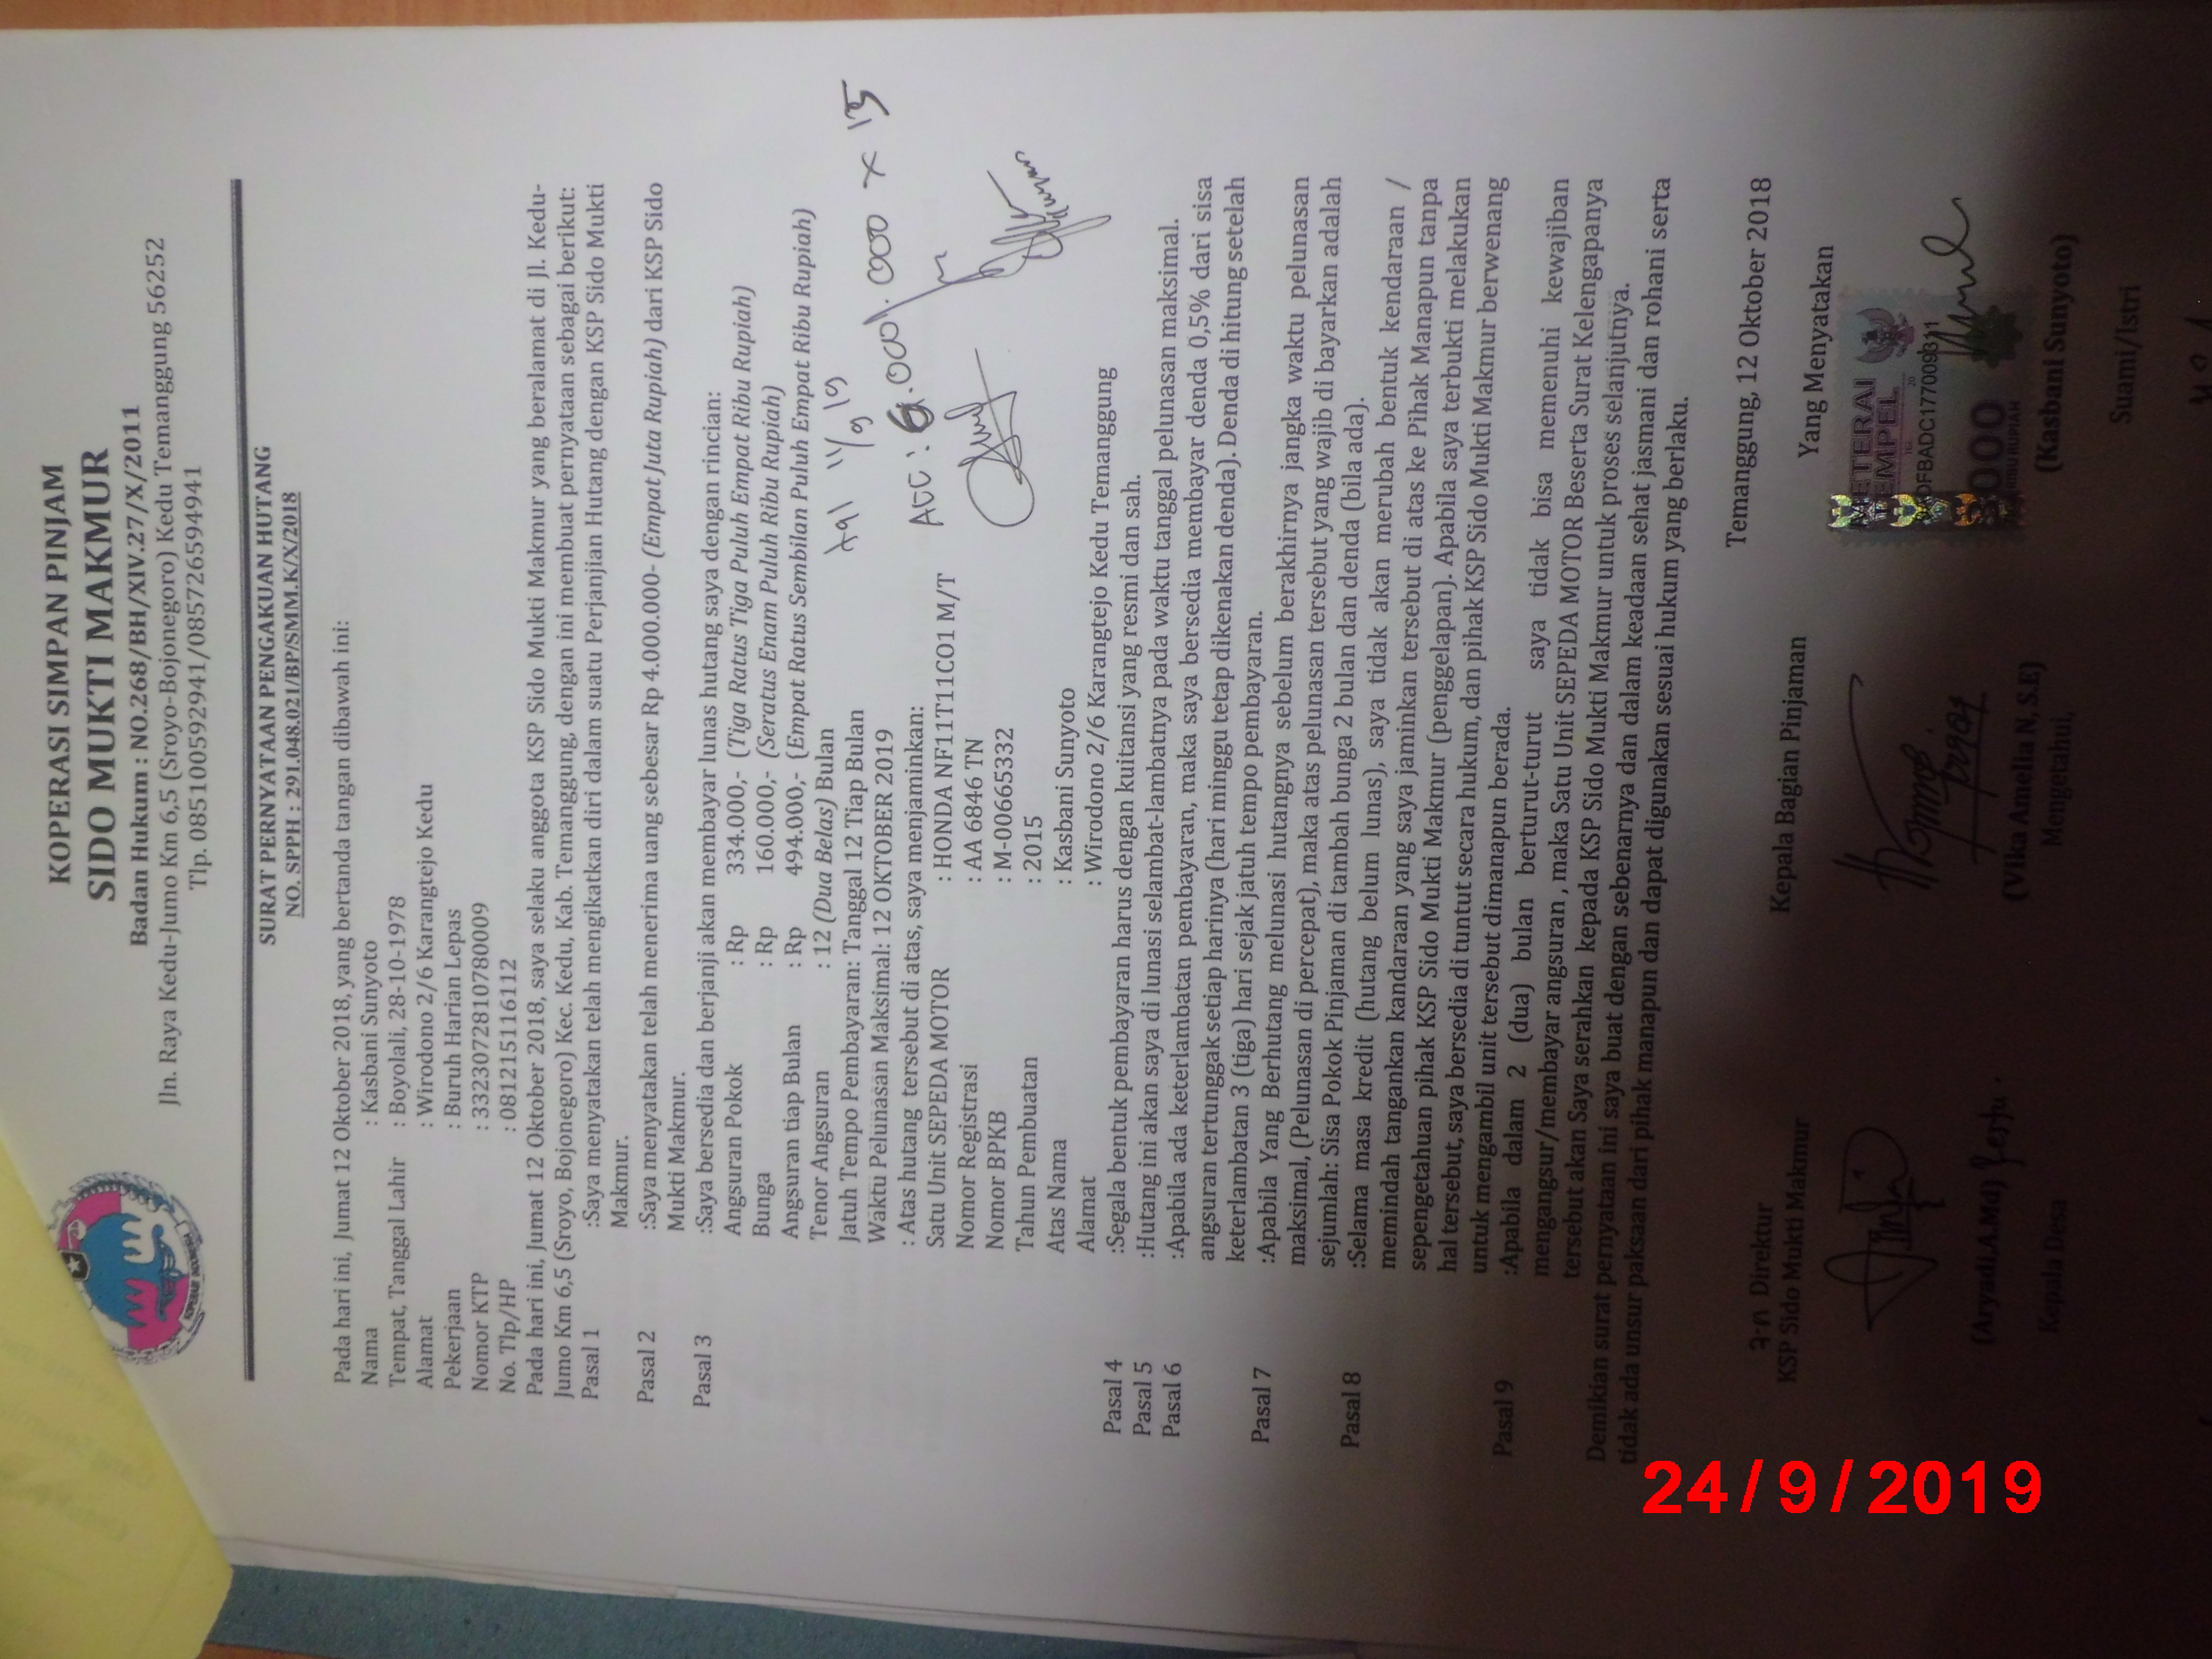 KOPERASI SIMPAN PINJAM
SIDO MUKTI MAKMUR
Badan Hukum : NO.268/BH/XIV.27/X/2011
Jln. Raya Kedu-Jumo Km 6,5 (Sroyo-Bojonegoro) Kedu Temanggung 56252
Tlp. 085100592941/085726594941
SURAT PERNYATAAN PENGAKUAN HUTANG
NO. SPPH : 291.048.021/BP/SMM.K/X/2018
Pada hari ini, Jumat 12 Oktober 2018, yang bertanda tangan dibawah ini:
Nama : Kasbani Sunyoto
Tempat, Tanggal Lahir : Boyolali, 28-10-1978
Alamat : Wirodono 2/6 Karangtejo Kedu
Pekerjaan : Buruh Harian Lepas
Nomor KTP : 3323072810780009
No. Tlp/HP : 081215116112
Pada hari ini, Jumat 12 Oktober 2018, saya selaku anggota KSP Sido Mukti Makmur yang beralamat di Jl. Kedu-
Jumo Km 6,5 (Sroyo, Bojonegoro) Kec. Kedu, Kab. Temanggung, dengan ini membuat pernyataan sebagai berikut:
Pasal 1 :Saya menyatakan telah mengikatkan diri dalam suatu Perjanjian Hutang dengan KSP Sido Mukti
Makmur.
Pasal 2 :Saya menyatakan telah menerima uang sebesar Rp 4.000.000- (Empat Juta Rupiah) dari KSP Sido
Mukti Makmur.
Pasal 3 :Saya bersedia dan berjanji akan membayar lunas hutang saya dengan rincian:
Angsuran Pokok : Rp 334.000,- (Tiga Ratus Tiga Puluh Empat Ribu Rupiah)
Bunga : Rp 160.000,- (Seratus Enam Puluh Ribu Rupiah)
Angsuran tiap Bulan : Rp 494.000,- (Empat Ratus Sembilan Puluh Empat Ribu Rupiah)
Tenor Angsuran : 12 (Dua Belas) Bulan
Jatuh Tempo Pembayaran: Tanggal 12 Tiap Bulan
tgl 11/9 19
Waktu Pelunasan Maksimal: 12 OKTOBER 2019
: Atas hutang tersebut di atas, saya menjaminkan:
ACC : 6.000.000 x 15
Satu Unit SEPEDA MOTOR : HONDA NF11T11CO1 M/T
Nomor Registrasi : AA 6846 TN
Nomor BPKB : M-00665332
Tahun Pembuatan : 2015
Atas Nama : Kasbani Sunyoto
Alamat : Wirodono 2/6 Karangtejo Kedu Temanggung
Pasal 4 :Segala bentuk pembayaran harus dengan kuitansi yang resmi dan sah.
Pasal 5 :Hutang ini akan saya di lunasi selambat-lambatnya pada waktu tanggal pelunasan maksimal.
Pasal 6 :Apabila ada keterlambatan pembayaran, maka saya bersedia membayar denda 0,5% dari sisa
angsuran tertunggak setiap harinya (hari minggu tetap dikenakan denda). Denda di hitung setelah
keterlambatan 3 (tiga) hari sejak jatuh tempo pembayaran.
Pasal 7 :Apabila Yang Berhutang melunasi hutangnya sebelum berakhirnya jangka waktu pelunasan
maksimal, (Pelunasan di percepat), maka atas pelunasan tersebut yang wajib di bayarkan adalah
sejumlah: Sisa Pokok Pinjaman di tambah bunga 2 bulan dan denda (bila ada).
Pasal 8 :Selama masa kredit (hutang belum lunas), saya tidak akan merubah bentuk kendaraan /
memindah tangankan kandaraan yang saya jaminkan tersebut di atas ke Pihak Manapun tanpa
sepengetahuan pihak KSP Sido Mukti Makmur (penggelapan). Apabila saya terbukti melakukan
hal tersebut, saya bersedia di tuntut secara hukum, dan pihak KSP Sido Mukti Makmur berwenang
untuk mengambil unit tersebut dimanapun berada.
Pasal 9 :Apabila dalam 2 (dua) bulan berturut-turut saya tidak bisa memenuhi kewajiban
mengangsur/membayar angsuran , maka Satu Unit SEPEDA MOTOR Beserta Surat Kelengapanya
tersebut akan Saya serahkan kepada KSP Sido Mukti Makmur untuk proses selanjutnya.
Demikian surat pernyataan ini saya buat dengan sebenarnya dan dalam keadaan sehat jasmani dan rohani serta
tidak ada unsur paksaan dari pihak manapun dan dapat digunakan sesuai hukum yang berlaku.
Temanggung, 12 Oktober 2018
Direktur
KSP Sido Mukti Makmur
Kepala Bagian Pinjaman
Yang Menyatakan
METERAI
TEMPEL
(Aryadi,A.Md)
(Vika Amelia N, S.E)
(Kasbani Sunyoto)
Kepala Desa
Mengetahui,
Suami/Istri
24/9/2019